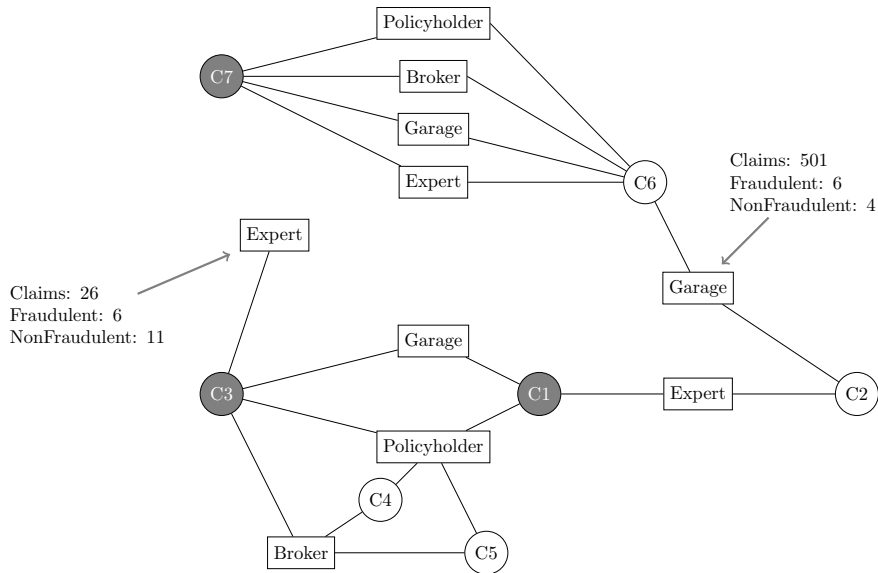 Policyholder
C7
Broker
Garage
Expert
C6
Claims: 501
Fraudulent: 6
NonFraudulent: 4
Expert
Garage
Claims: 26
Fraudulent: 6
NonFraudulent: 11
Garage
C3
C1
Expert
C2
Policyholder
C4
Broker
C5